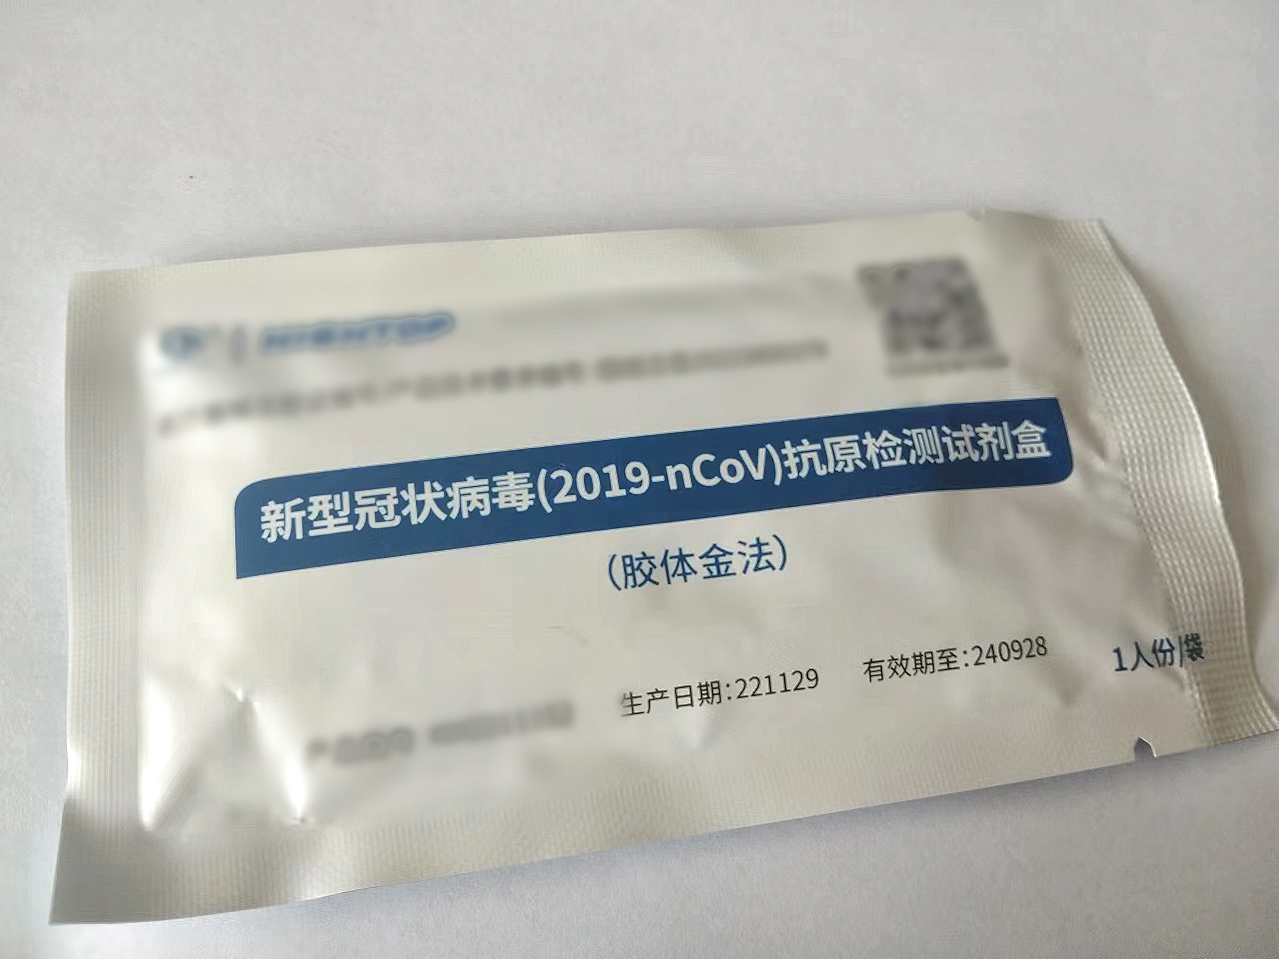 HIGHTOP
新型冠状病毒(2019-nCoV)抗原检测试剂盒
(胶体金法)
生产日期:221129 有效期至:240928 1人份/袋